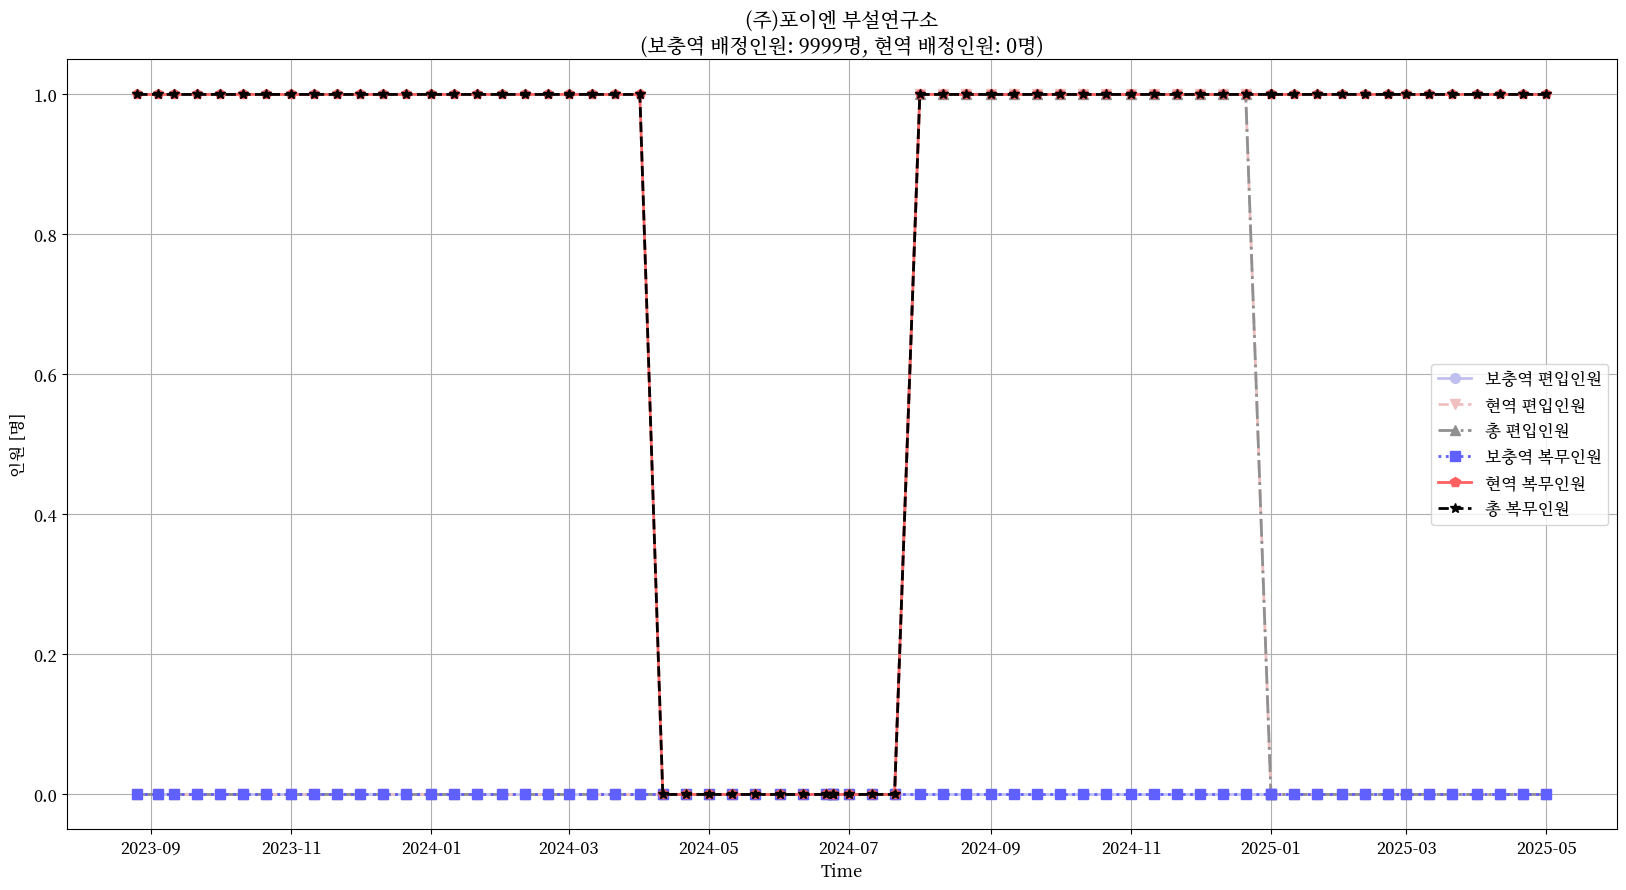 (주)포이엔 부설연구소
(보충역 배정인원: 9999명, 현역 배정인원: 0명)
1.0
0.8
0.6
0.4
0.2
0.0
인원 [명]
보충역 편입인원
현역 편입인원
총 편입인원
보충역 복무인원
현역 복무인원
총 복무인원
2023-09 2023-11 2024-01 2024-03 2024-05 2024-07 2024-09 2024-11 2025-01 2025-03 2025-05
Time